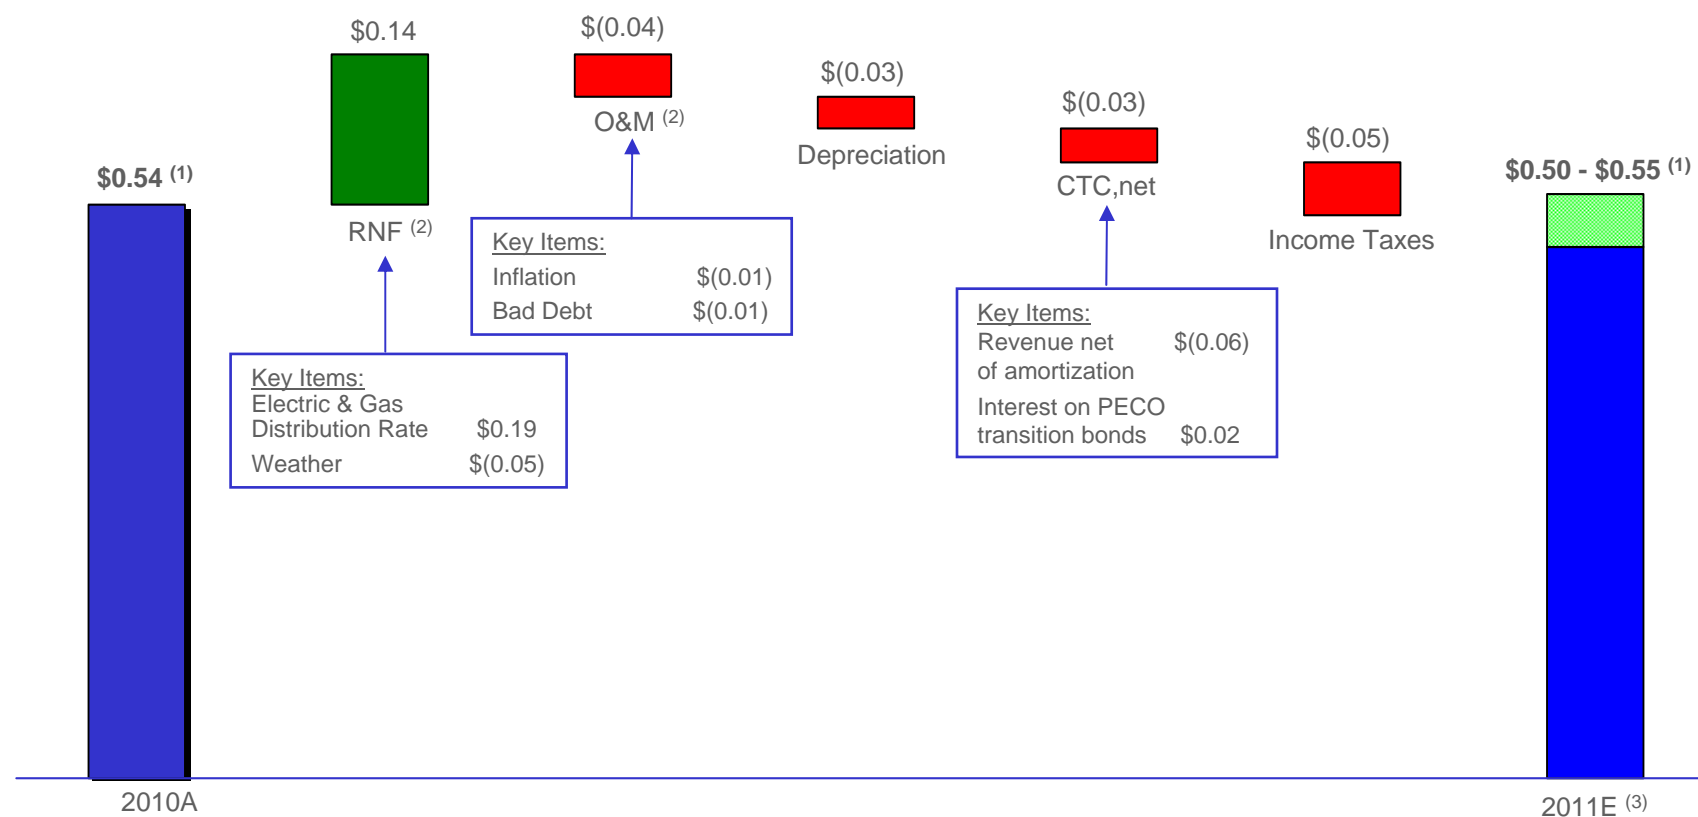 $0.54 (1)
$0.14
RNF (2)
Key Items:
Electric & Gas
Distribution Rate $0.19
Weather $(0.05)
$(0.04)
O&M (2)
Key Items:
Inflation $(0.01)
Bad Debt $(0.01)
$(0.03)
Depreciation
$(0.03)
CTC,net
Key Items:
Revenue net $(0.06)
of amortization
Interest on PECO
transition bonds $0.02
$(0.05)
Income Taxes
$0.50 - $0.55 (1)
2010A
2011E (3)